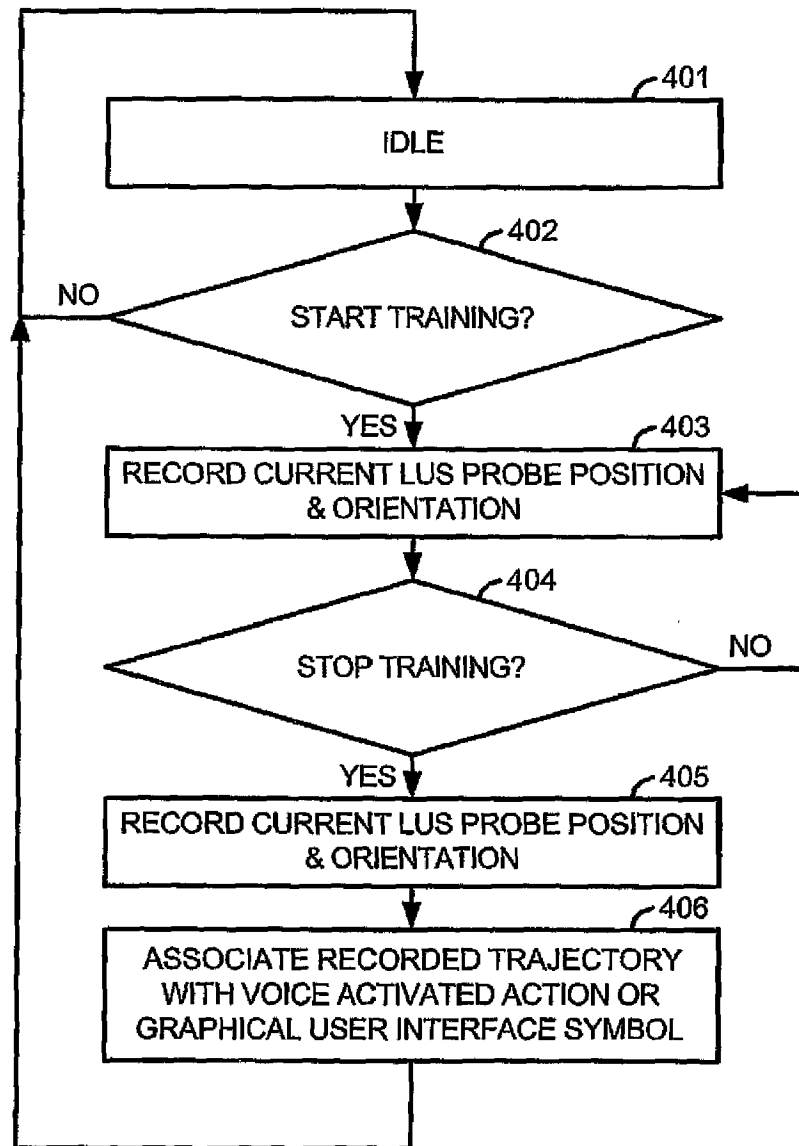 401
IDLE
402
NO
START TRAINING?
YES
403
RECORD CURRENT LUS PROBE POSITION
& ORIENTATION
404
NO
STOP TRAINING?
YES
405
RECORD CURRENT LUS PROBE POSITION
& ORIENTATION
406
ASSOCIATE RECORDED TRAJECTORY
WITH VOICE ACTIVATED ACTION OR
GRAPHICAL USER INTERFACE SYMBOL